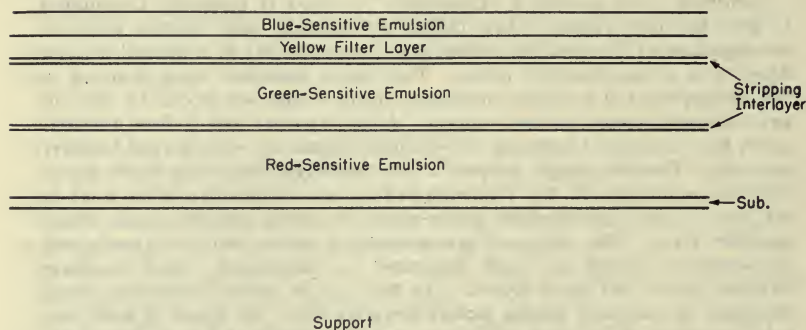 Blue-Sensitive Emulsion
Yellow Filter Layer
Green-Sensitive Emulsion
Stripping
Interlayer
Red-Sensitive Emulsion
Sub.
Support